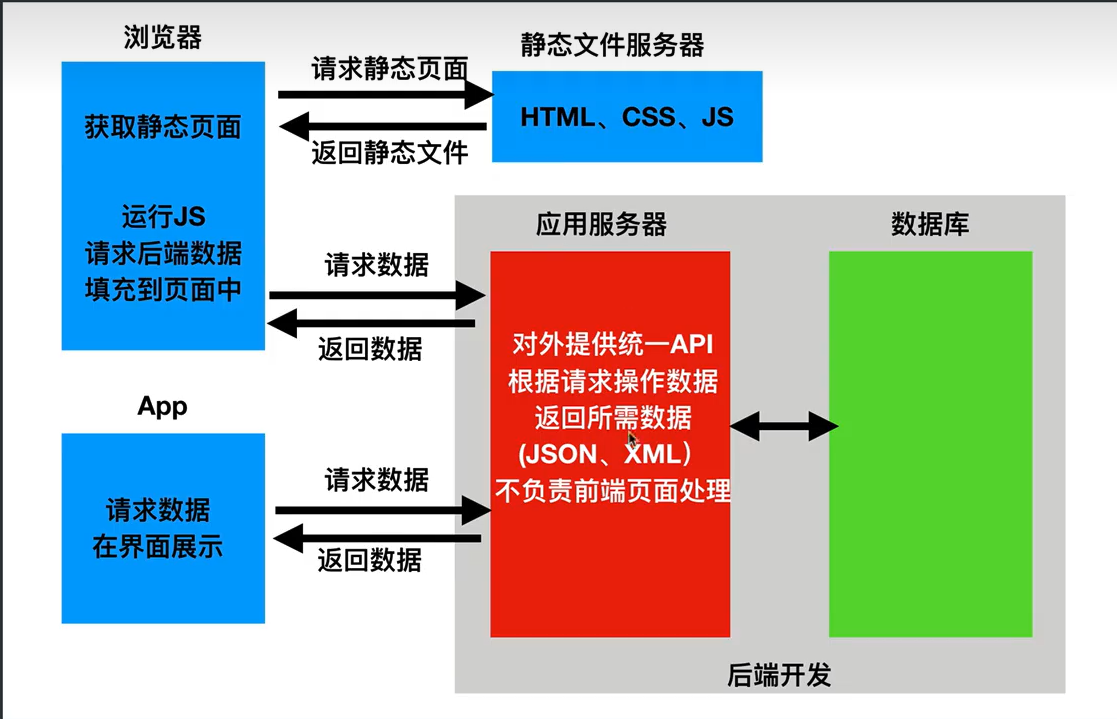 浏览器
静态文件服务器
请求静态页面
HTML、CSS、JS
获取静态页面
返回静态文件
运行JS
请求后端数据
填充到页面中
请求数据
返回数据
应用服务器
数据库
对外提供统一API
根据请求操作数据
返回所需数据
(JSON、XML）
不负责前端页面处理
App
请求数据
在界面展示
请求数据
返回数据
后端开发